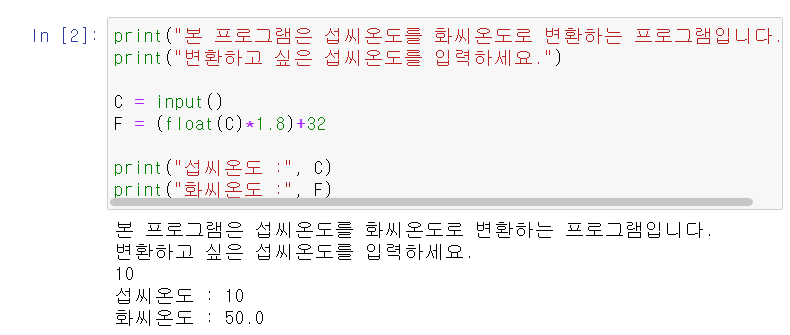 In [2]: print("본 프로그램은 섭씨온도를 화씨온도로 변환하는 프로그램입니다.
print("변환하고 싶은 섭씨온도를 입력하세요.")
C = input()
F = (float(C)*1.8)+32
print("섭씨온도 :", C)
print("화씨온도 :", F)
본 프로그램은 섭씨온도를 화씨온도로 변환하는 프로그램입니다.
변환하고 싶은 섭씨온도를 입력하세요.
10
섭씨온도 : 10
화씨온도 : 50.0